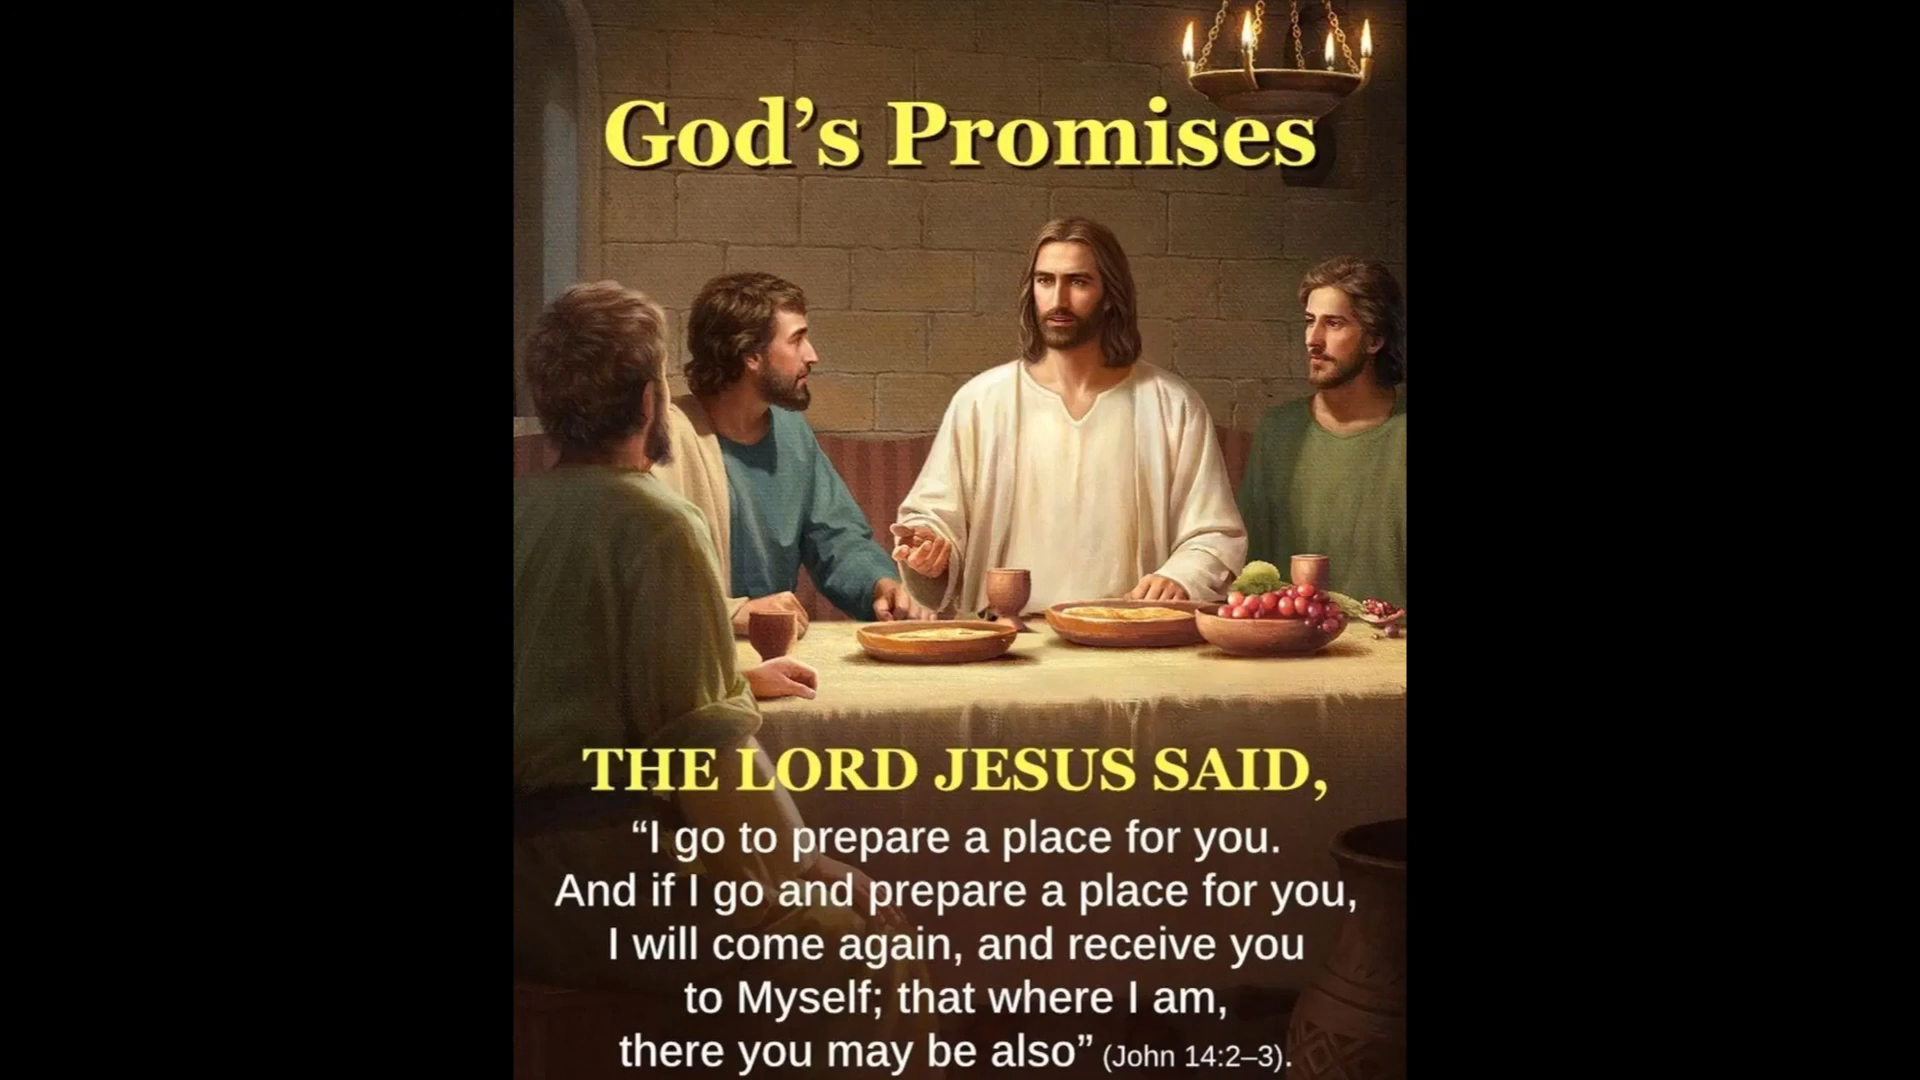 God’s Promises
THE LORD JESUS SAID,
“I go to prepare a place for you.
And if I go and prepare a place for you,
I will come again, and receive you
to Myself; that where I am,
there you may be also” (John 14:2–3).